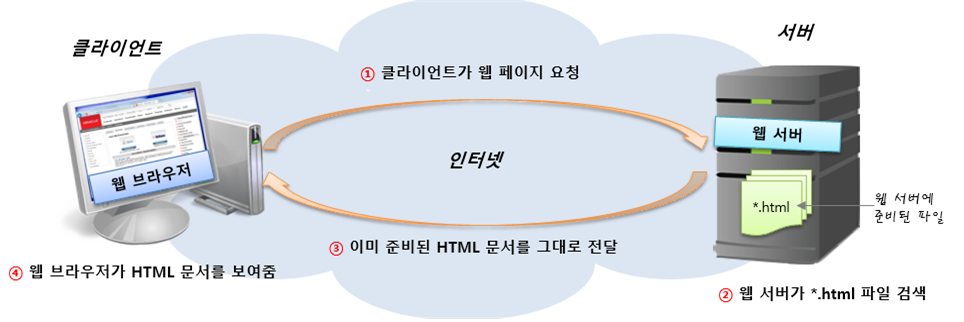 클라이언트
서버
① 클라이언트가 웹 페이지 요청
웹 서버
인터넷
웹 브라우저
*.html
웹 서버에
준비된 파일
③ 이미 준비된 HTML 문서를 그대로 전달
④ 웹 브라우저가 HTML 문서를 보여줌
② 웹 서버가 *.html 파일 검색